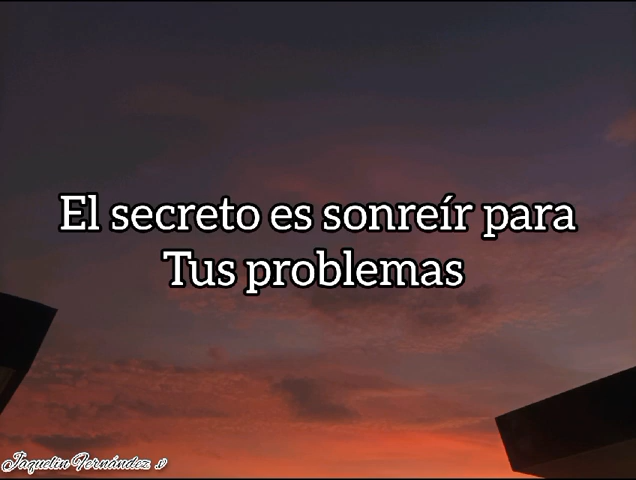 El secreto es sonreír para
Tus problemas
Jaquelin Fernández :v